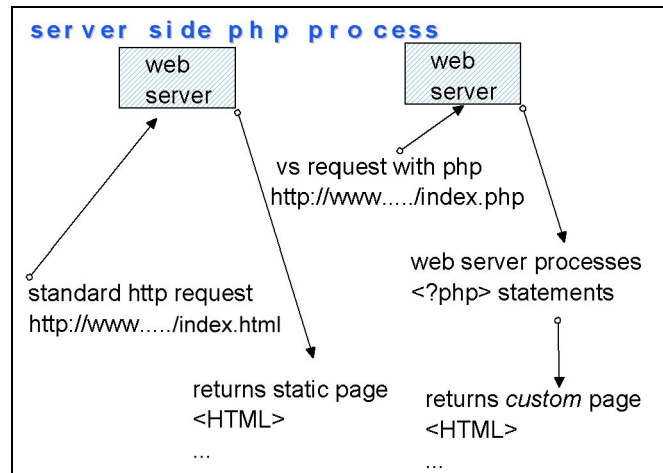 server side php process
web
server
standard http request
http://www...../index.html
returns static page
<HTML>
...
web
server
vs request with php
http://www...../index.php
web server processes
<?php> statements
returns custom page
<HTML>
...